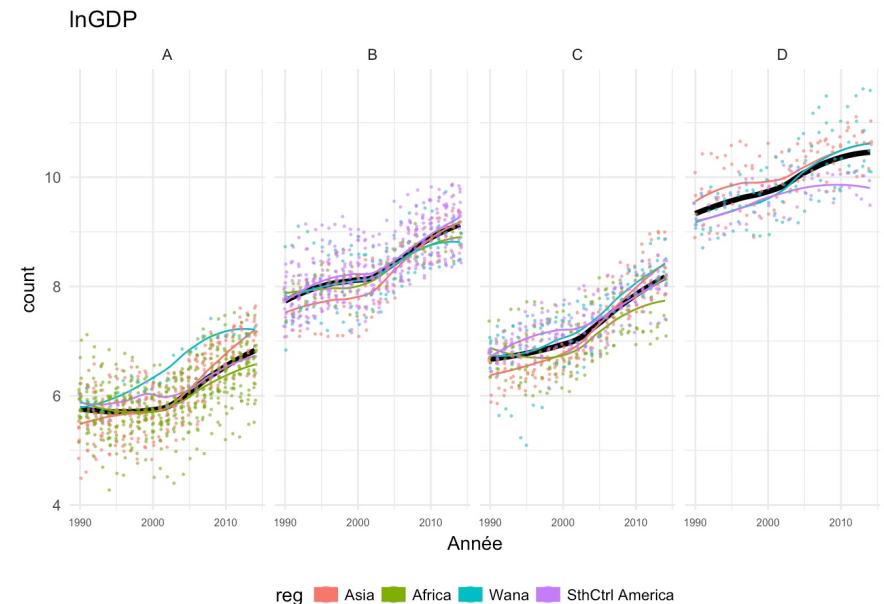 lnGDP
A B C D
10
8
6
4
count
1990 2000 2010 1990 2000 2010 1990 2000 2010 1990 2000 2010
Année
reg Asia Africa Wana SthCtrl America